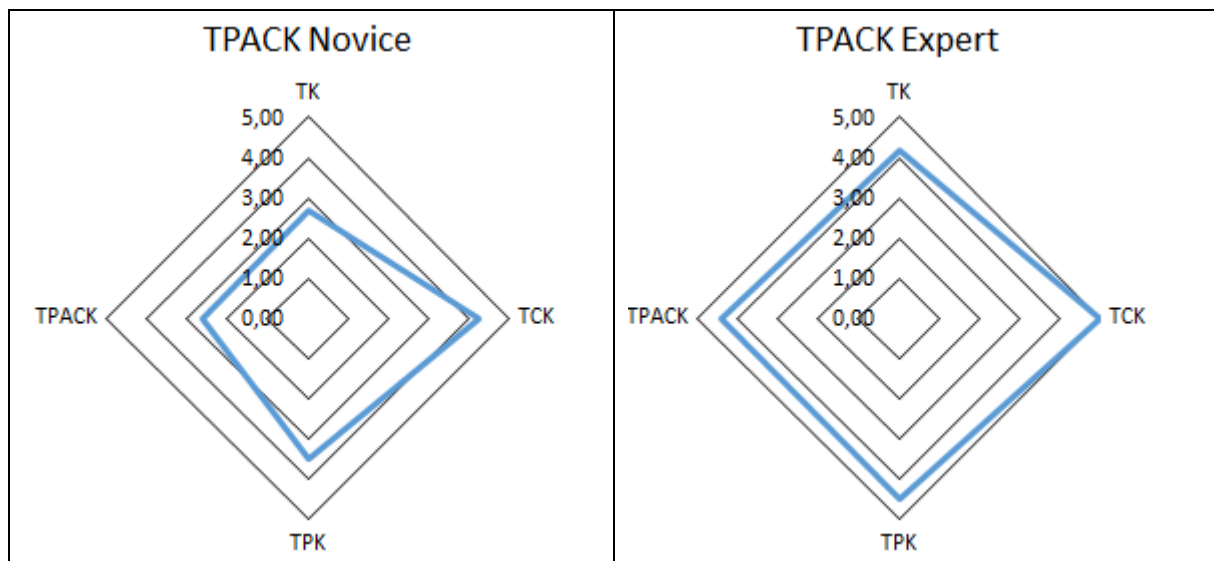 TPACK Novice
TK
5,00
4,00
3,00
2,00
1,00
0,00
TPACK
TCK
TPK
TPACK Expert
TK
5,00
4,00
3,00
2,00
1,00
0,00
TPACK
TCK
TPK